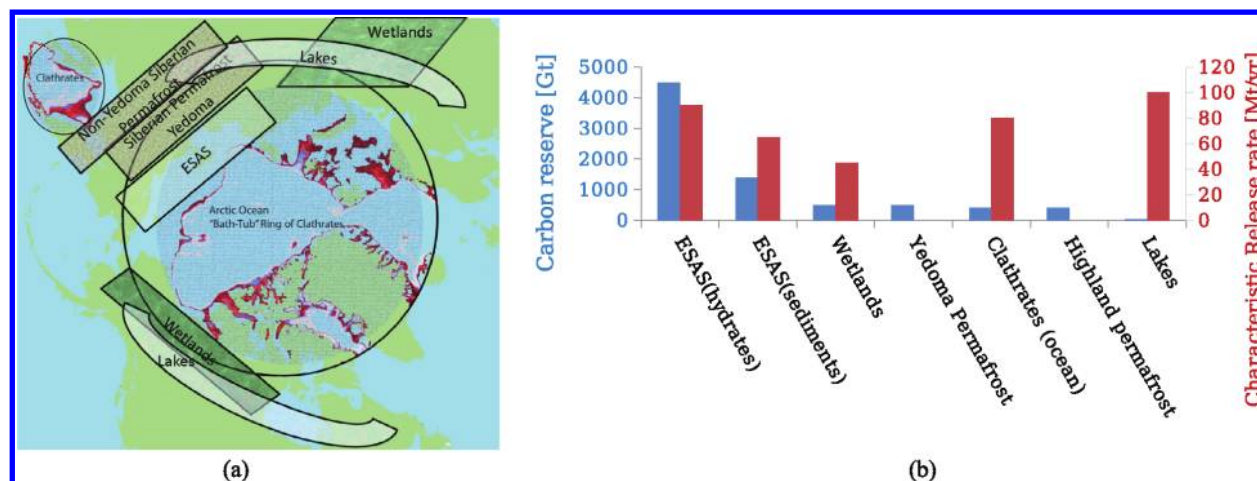 Wetlands
Lakes
Clathrates
Non-Yedoma Siberian
Permafrost
Siberian Permafrost
Yedoma
ESAS
Arctic Ocean
"Bath-Tub" Ring of Clathrates
Wetlands
Lakes
(a)
Carbon reserve [Gt]
5000
4000
3000
2000
1000
0
120
100
80
60
40
20
0
Characteristic Release rate [Mt/yr]
ESAS(hydrates)
ESAS(sediments)
Wetlands
Yedoma Permafrost
Clathrates (ocean)
Highland permafrost
Lakes
(b)